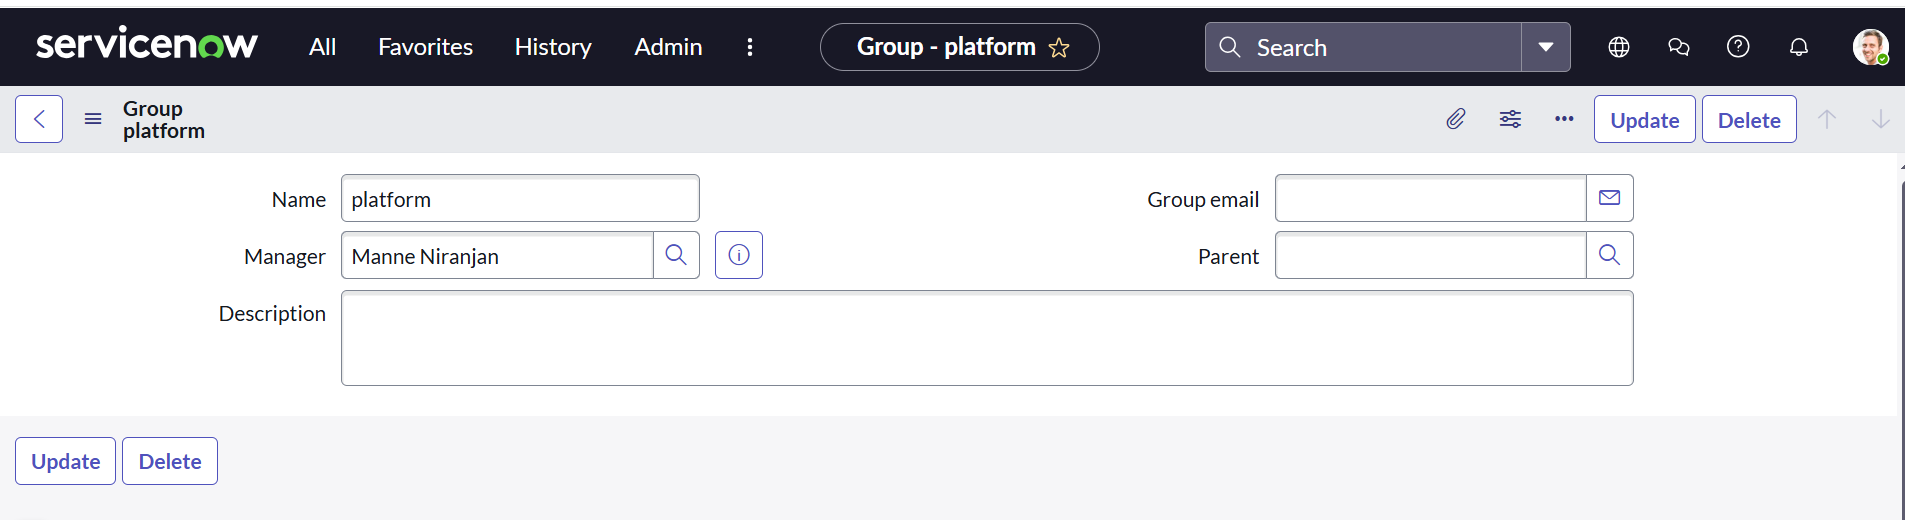 servicenow All Favorites History Admin Group - platform Search
Group
platform
Update Delete
Name platform Group email
Manager Manne Niranjan Parent
Description
Update Delete